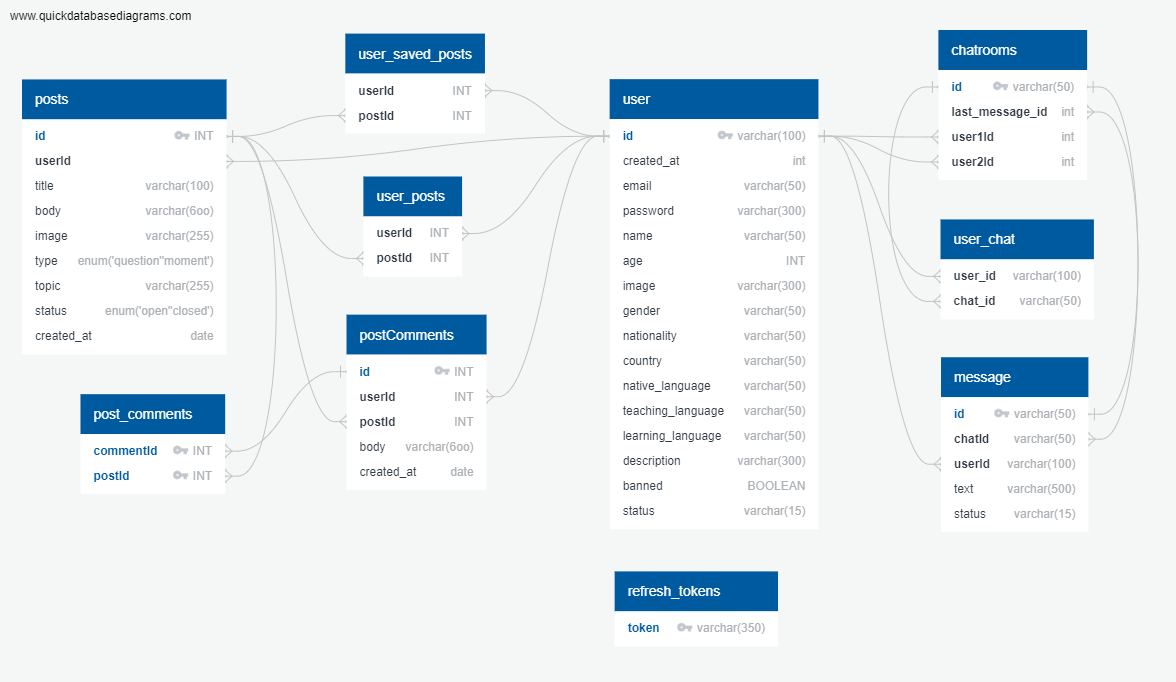 www.quickdatabasediagrams.com
posts
id INT
userId
title varchar(100)
body varchar(6oo)
image varchar(255)
type enum('question''moment')
topic varchar(255)
status enum('open''closed')
created_at date
post_comments
commentId INT
postId INT
user_saved_posts
userId INT
postId INT
user_posts
userId INT
postId INT
postComments
id INT
userId INT
postId INT
body varchar(6oo)
created_at date
user
id varchar(100)
created_at int
email varchar(50)
password varchar(300)
name varchar(50)
age INT
image varchar(300)
gender varchar(50)
nationality varchar(50)
country varchar(50)
native_language varchar(50)
teaching_language varchar(50)
learning_language varchar(50)
description varchar(300)
banned BOOLEAN
status varchar(15)
refresh_tokens
token varchar(350)
chatrooms
id varchar(50)
last_message_id int
user1Id int
user2Id int
user_chat
user_id varchar(100)
chat_id varchar(50)
message
id varchar(50)
chatId varchar(50)
userId varchar(100)
text varchar(500)
status varchar(15)